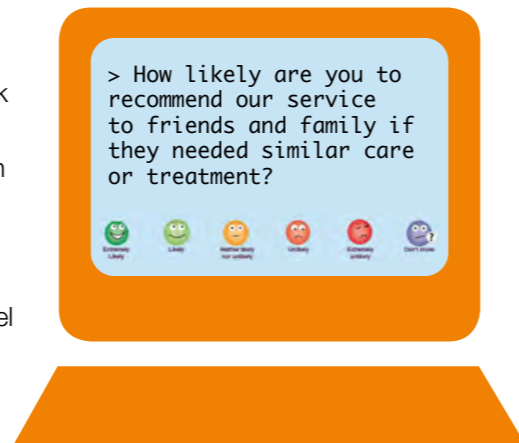 > How likely are you to
recommend our service
to friends and family if
they needed similar care
or treatment?
k
n
el
Extremely Likely
Likely
Neither likely nor unlikely
Unlikely
Extremely unlikely
Don't know
?